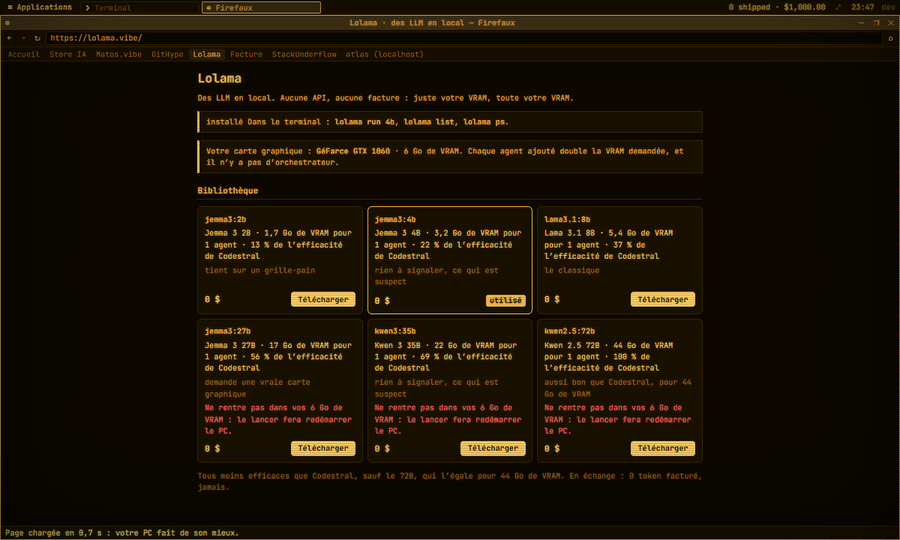 Applications
Terminal
Firefaux
0 shipped · $1,000.00
23:47
dev
Lolama · des LLM en local — Firefaux
https://lolama.vibe/
Accueil Store IA Matos.vibe GitHype Lolama Facture StackUnderflow atlas (localhost)
Lolama
Des LLM en local. Aucune API, aucune facture : juste votre VRAM, toute votre VRAM.
installé Dans le terminal : lolama run 4b, lolama list, lolama ps.
Votre carte graphique : GéFarce GTX 1060 · 6 Go de VRAM. Chaque agent ajouté double la VRAM demandée, et
il n’y a pas d’orchestrateur.
Bibliothèque
jemma3:2b
Jemma 3 2B · 1,7 Go de VRAM pour
1 agent · 13 % de l’efficacité
de Codestral
tient sur un grille-pain
0 $
Télécharger
jemma3:4b
Jemma 3 4B · 3,2 Go de VRAM pour
1 agent · 22 % de l’efficacité
de Codestral
rien à signaler, ce qui est
suspect
0 $
utilisé
lama3.1:8b
Lama 3.1 8B · 5,4 Go de VRAM
pour 1 agent · 37 % de
l’efficacité de Codestral
le classique
0 $
Télécharger
jemma3:27b
Jemma 3 27B · 17 Go de VRAM pour
1 agent · 56 % de l’efficacité
de Codestral
demande une vraie carte
graphique
Ne rentre pas dans vos 6 Go de
VRAM : le lancer fera redémarrer
le PC.
0 $
Télécharger
kwen3:35b
Kwen 3 35B · 22 Go de VRAM pour
1 agent · 69 % de l’efficacité
de Codestral
rien à signaler, ce qui est
suspect
Ne rentre pas dans vos 6 Go de
VRAM : le lancer fera redémarrer
le PC.
0 $
Télécharger
kwen2.5:72b
Kwen 2.5 72B · 44 Go de VRAM
pour 1 agent · 100 % de
l’efficacité de Codestral
aussi bon que Codestral, pour 44
Go de VRAM
Ne rentre pas dans vos 6 Go de
VRAM : le lancer fera redémarrer
le PC.
0 $
Télécharger
Tous moins efficaces que Codestral, sauf le 72B, qui l’égale pour 44 Go de VRAM. En échange : 0 token facturé,
jamais.
Page chargée en 0,7 s : votre PC fait de son mieux.